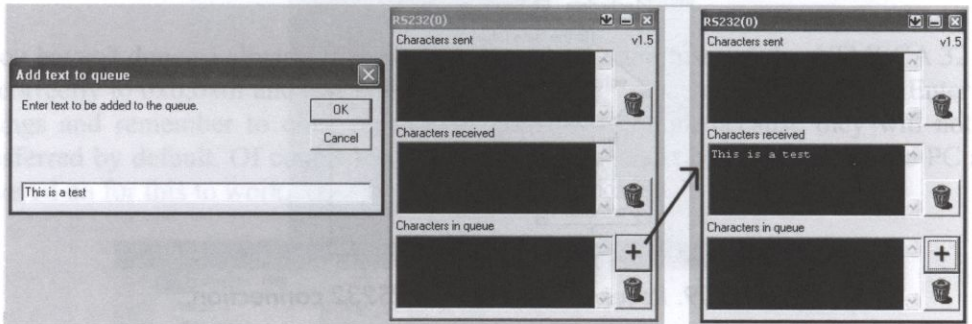 Add text to queue
Enter text to be added to the queue.
OK
Cancel
This is a test
RS232(0)
Characters sent
v1.5
Characters received
Characters in queue
+
RS232(0)
Characters sent
v1.5
Characters received
This is a test
Characters in queue
+